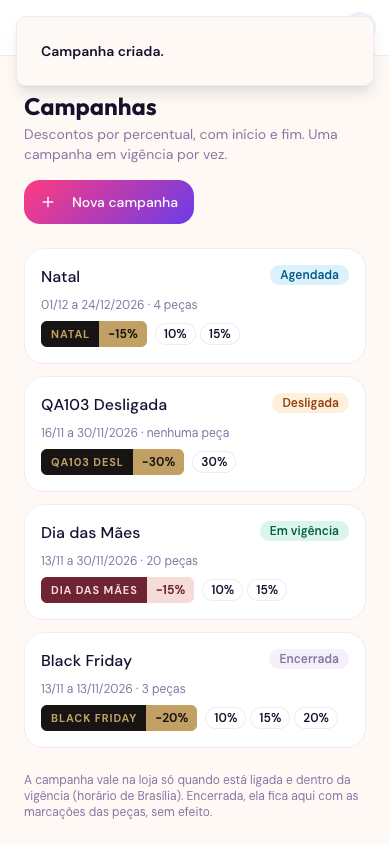 Campanha criada.
Campanhas
Descontos por percentual, com início e fim. Uma
campanha em vigência por vez.
+ Nova campanha
Natal
Agendada
01/12 a 24/12/2026 · 4 peças
NATAL -15% 10% 15%
QA103 Desligada
Desligada
16/11 a 30/11/2026 · nenhuma peça
QA103 DESL -30% 30%
Dia das Mães
Em vigência
13/11 a 30/11/2026 · 20 peças
DIA DAS MÃES -15% 10% 15%
Black Friday
Encerrada
13/11 a 13/11/2026 · 3 peças
BLACK FRIDAY -20% 10% 15% 20%
A campanha vale na loja só quando está ligada e dentro da
vigência (horário de Brasília). Encerrada, ela fica aqui com as
marcações das peças, sem efeito.